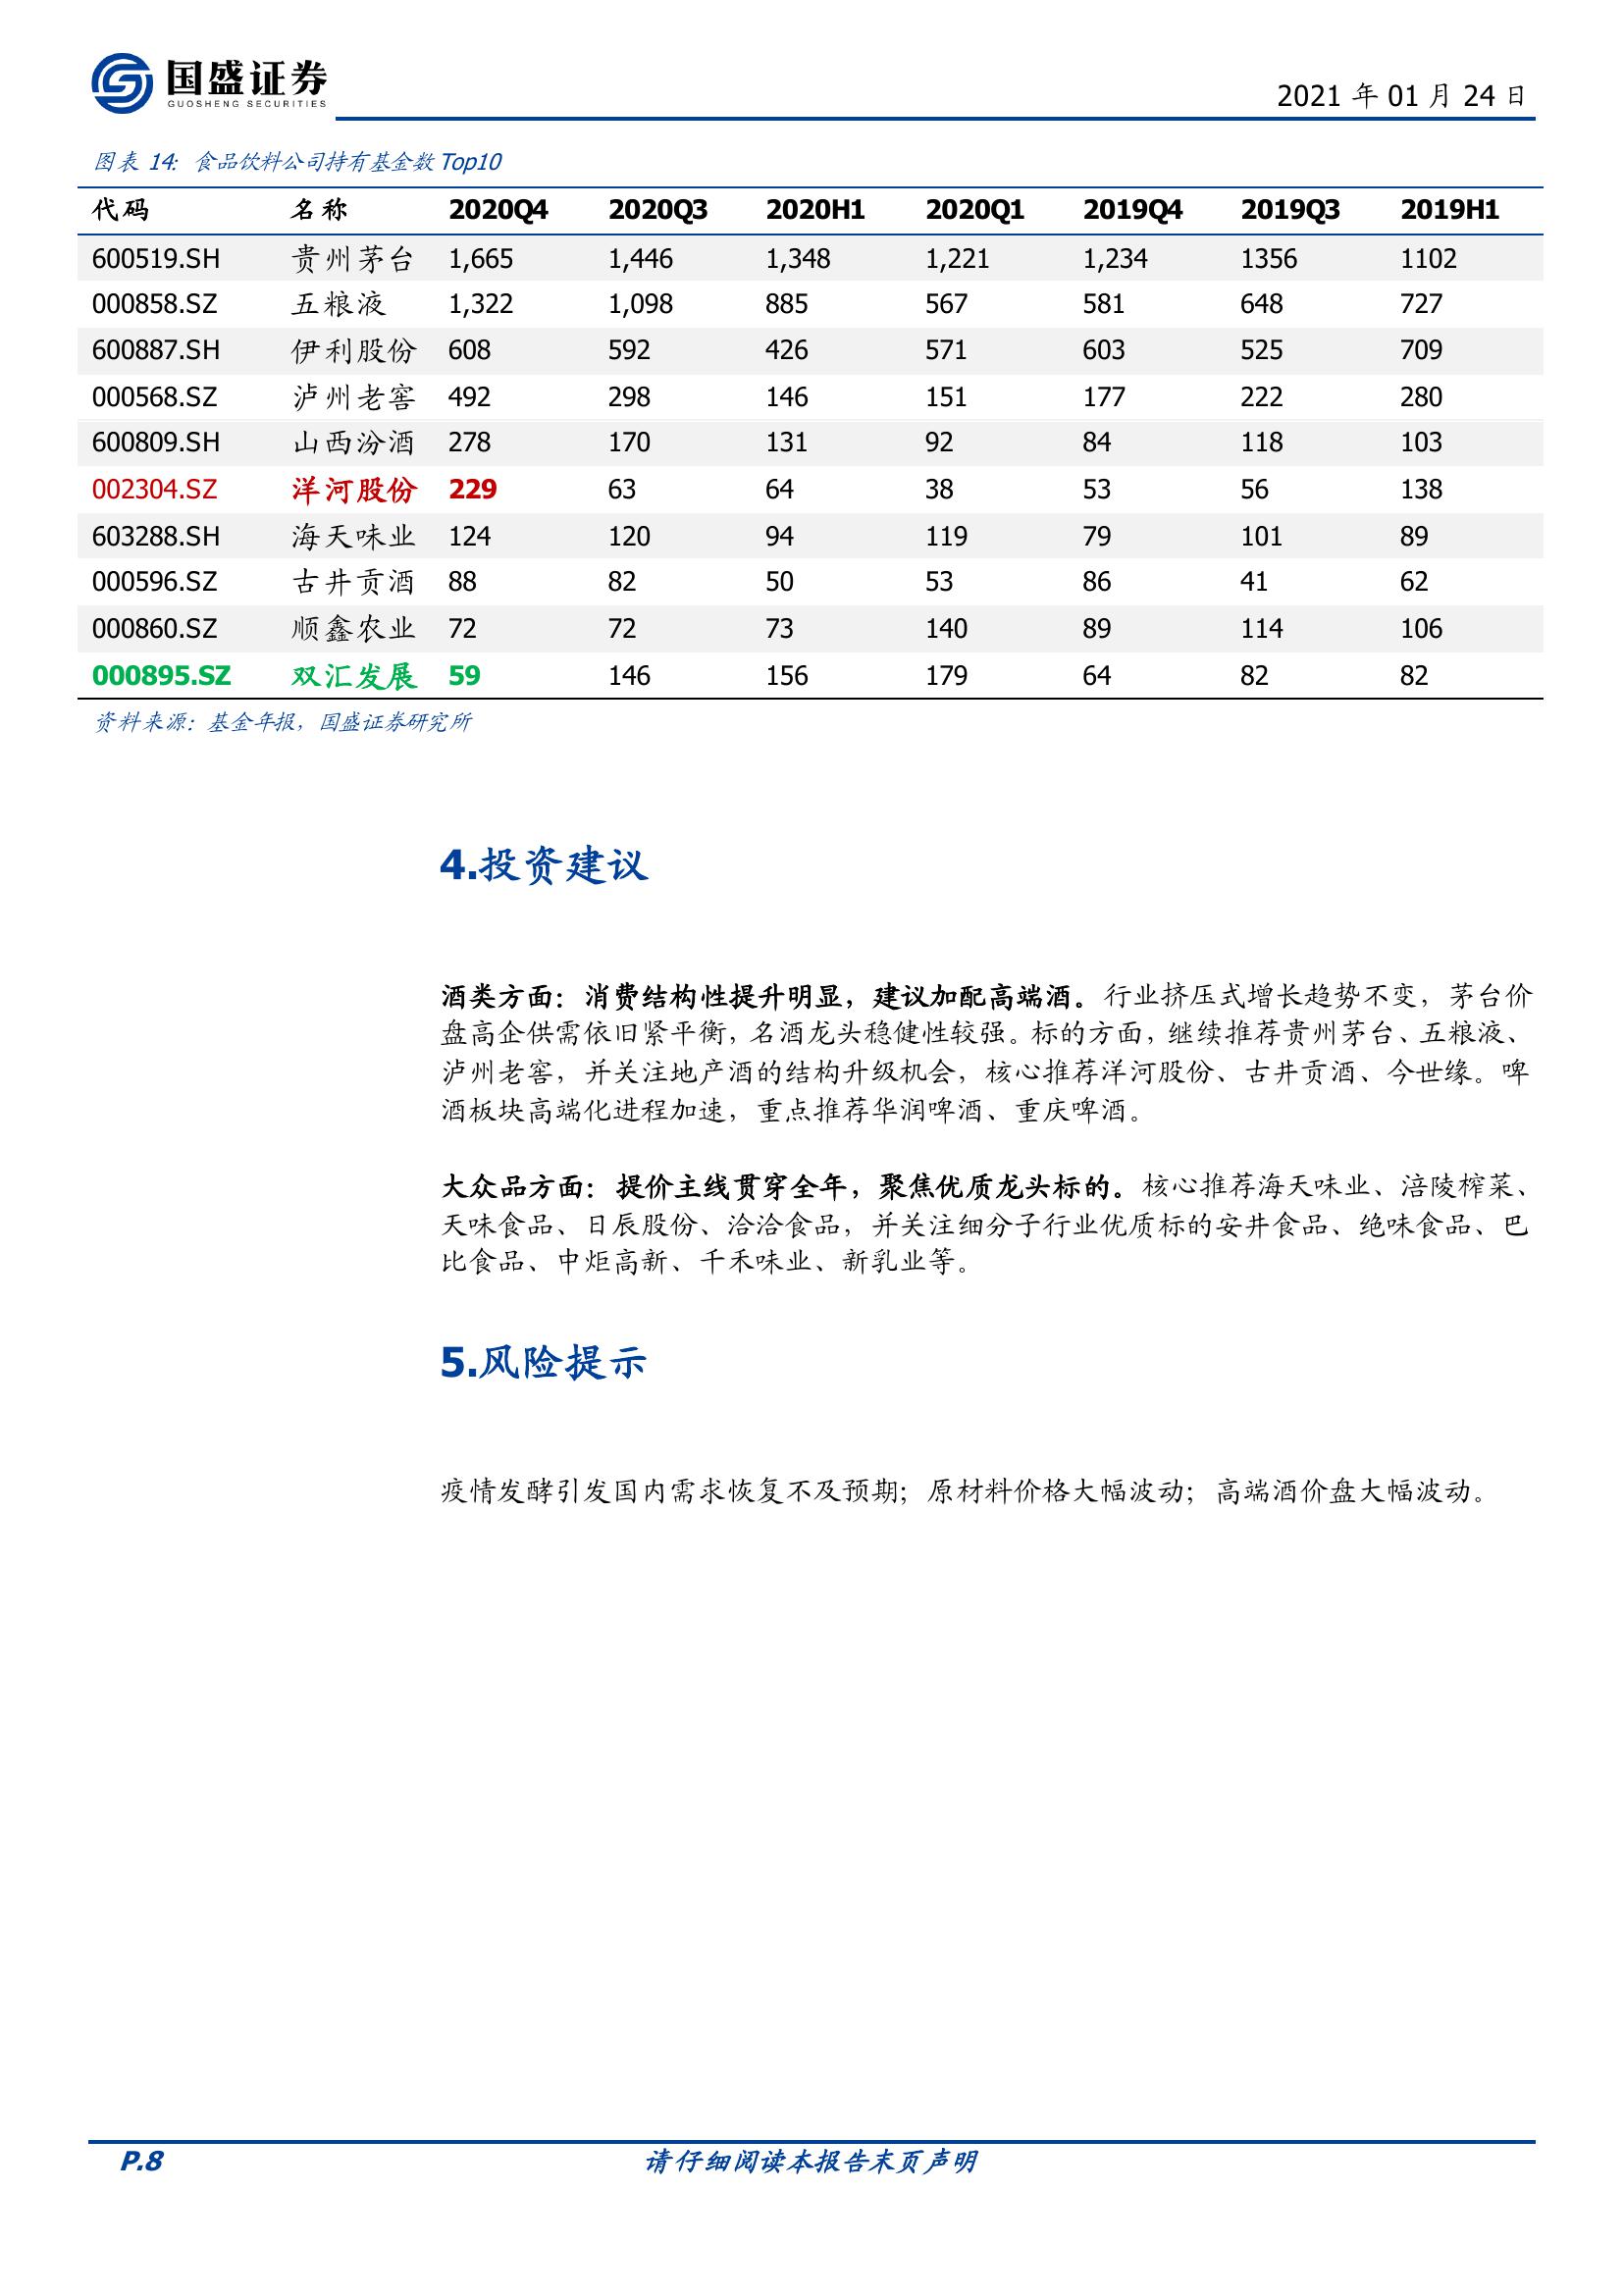 国盛证券
GUOSHENG SECURITIES
2021 年 01 月 24 日
图表 14: 食品饮料公司持有基金数 Top10
代码 名称 2020Q4 2020Q3 2020H1 2020Q1 2019Q4 2019Q3 2019H1
600519.SH 贵州茅台 1,665 1,446 1,348 1,221 1,234 1356 1102
000858.SZ 五粮液 1,322 1,098 885 567 581 648 727
600887.SH 伊利股份 608 592 426 571 603 525 709
000568.SZ 泸州老窖 492 298 146 151 177 222 280
600809.SH 山西汾酒 278 170 131 92 84 118 103
002304.SZ 洋河股份 229 63 64 38 53 56 138
603288.SH 海天味业 124 120 94 119 79 101 89
000596.SZ 古井贡酒 88 82 50 53 86 41 62
000860.SZ 顺鑫农业 72 72 73 140 89 114 106
000895.SZ 双汇发展 59 146 156 179 64 82 82
资料来源：基金年报，国盛证券研究所
4.投资建议
酒类方面：消费结构性提升明显，建议加配高端酒。行业挤压式增长趋势不变，茅台价
盘高企供需依旧紧平衡，名酒龙头稳健性较强。标的方面，继续推荐贵州茅台、五粮液、
泸州老窖，并关注地产酒的结构升级机会，核心推荐洋河股份、古井贡酒、今世缘。啤
酒板块高端化进程加速，重点推荐华润啤酒、重庆啤酒。
大众品方面：提价主线贯穿全年，聚焦优质龙头标的。核心推荐海天味业、涪陵榨菜、
天味食品、日辰股份、洽洽食品，并关注细分子行业优质标的安井食品、绝味食品、巴
比食品、中炬高新、千禾味业、新乳业等。
5.风险提示
疫情发酵引发国内需求恢复不及预期；原材料价格大幅波动；高端酒价盘大幅波动。
P.8 请仔细阅读本报告末页声明